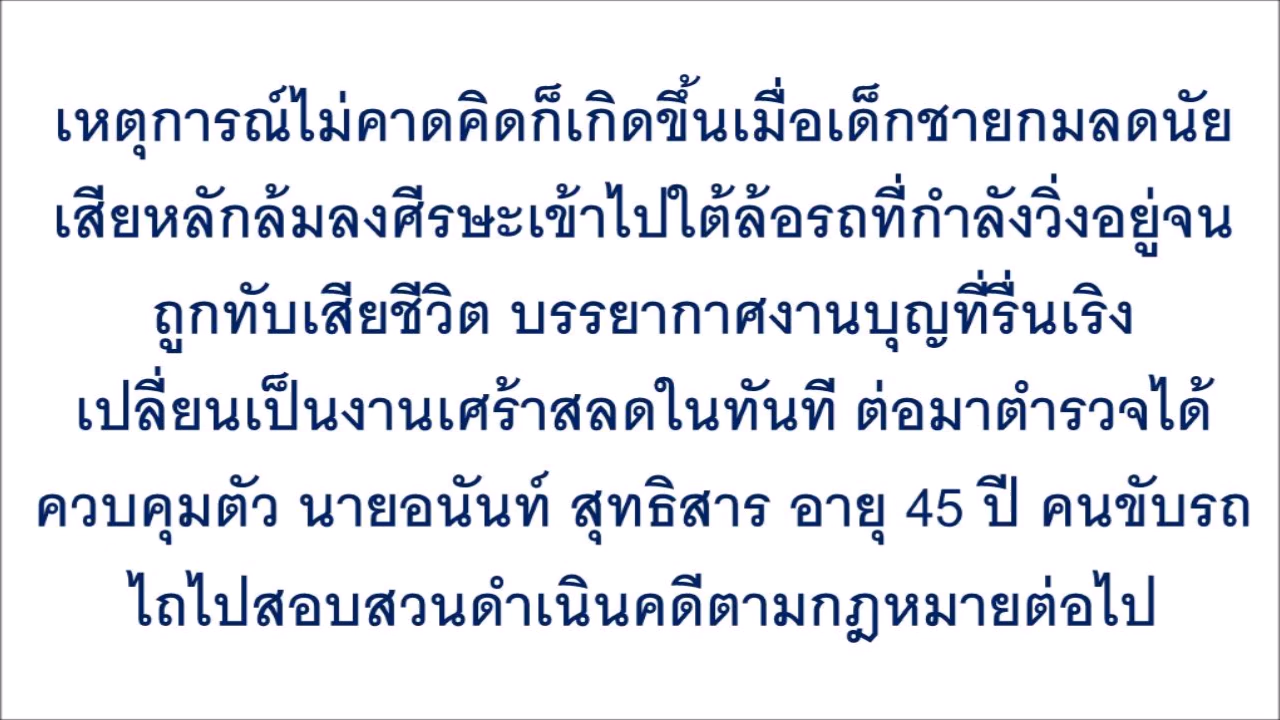 เหตุการณ์ไม่คาดคิดก็เกิดขึ้นเมื่อเด็กชายกมลดนัย
เสียหลักล้มลงศีรษะเข้าไปใต้ล้อรถที่กำลังวิ่งอยู่จน
ถูกทับเสียชีวิต บรรยากาศงานบุญที่รื่นเริง
เปลี่ยนเป็นงานเศร้าสลดในทันที ต่อมาตำรวจได้
ควบคุมตัว นายอนันท์ สุทธิสาร อายุ 45 ปี คนขับรถ
ไถไปสอบสวนดำเนินคดีตามกฎหมายต่อไป